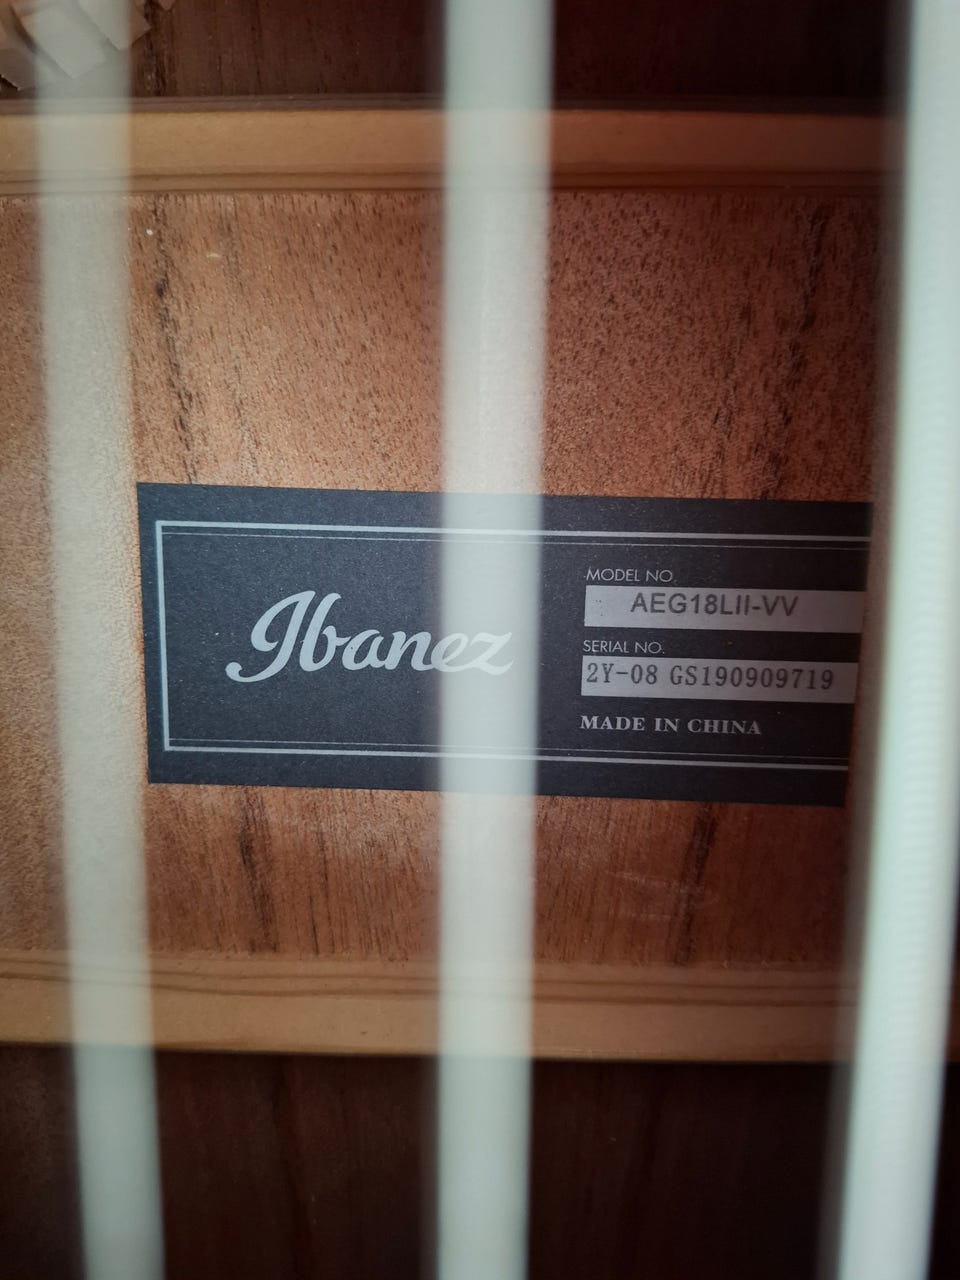 Ibanez
MODEL NO.
AEG18LII-VV
SERIAL NO.
2Y-08 GS190909719
MADE IN CHINA